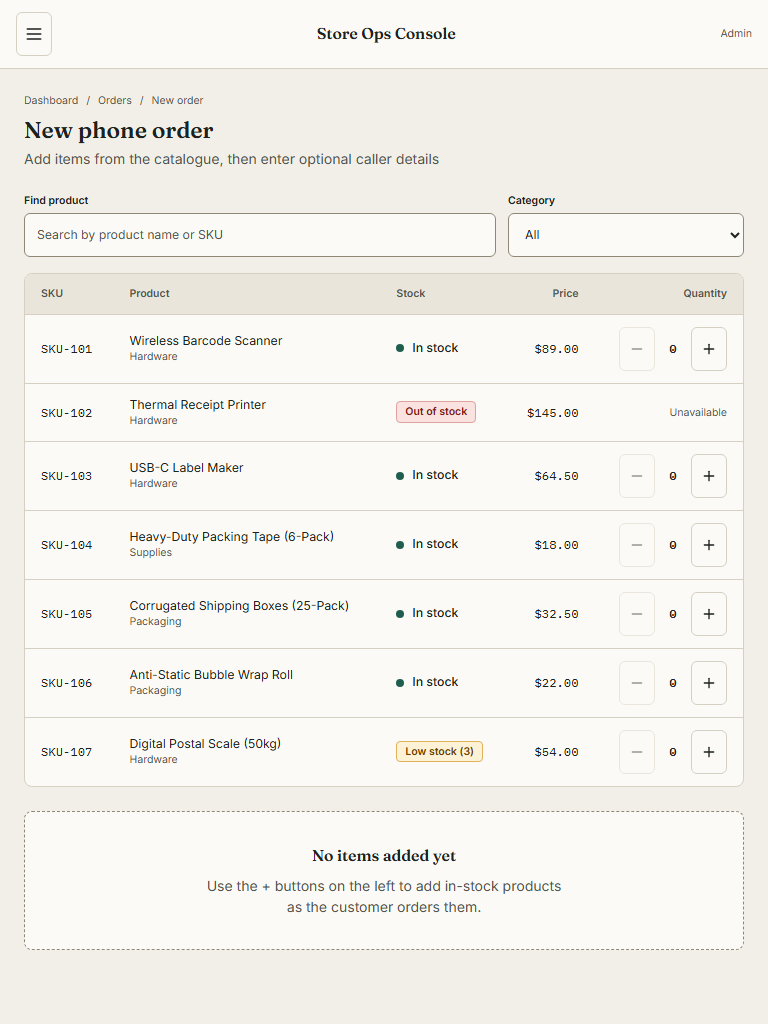 Store Ops Console
Admin
Dashboard / Orders / New order
New phone order
Add items from the catalogue, then enter optional caller details
Find product
Category
Search by product name or SKU
All
SKU Product Stock Price Quantity
SKU-101 Wireless Barcode Scanner In stock $89.00 − 0 +
Hardware
SKU-102 Thermal Receipt Printer Out of stock $145.00 Unavailable
Hardware
SKU-103 USB-C Label Maker In stock $64.50 − 0 +
Hardware
SKU-104 Heavy-Duty Packing Tape (6-Pack) In stock $18.00 − 0 +
Supplies
SKU-105 Corrugated Shipping Boxes (25-Pack) In stock $32.50 − 0 +
Packaging
SKU-106 Anti-Static Bubble Wrap Roll In stock $22.00 − 0 +
Packaging
SKU-107 Digital Postal Scale (50kg) Low stock (3) $54.00 − 0 +
Hardware
No items added yet
Use the + buttons on the left to add in-stock products
as the customer orders them.